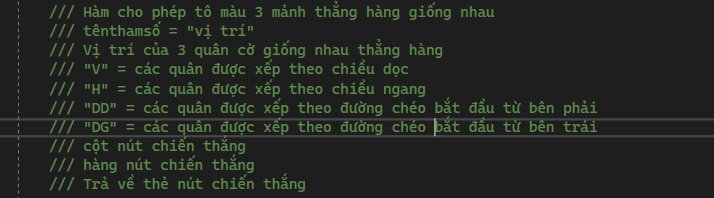 /// Hàm cho phép tô màu 3 mảnh thẳng hàng giống nhau
/// tênthamsố = "vị trí"
/// Vị trí của 3 quân cờ giống nhau thẳng hàng
/// "V" = các quân được xếp theo chiều dọc
/// "H" = các quân được xếp theo chiều ngang
/// "DD" = các quân được xếp theo đường chéo bắt đầu từ bên phải
/// "DG" = các quân được xếp theo đường chéo bắt đầu từ bên trái
/// cột nút chiến thắng
/// hàng nút chiến thắng
/// Trả về thẻ nút chiến thắng